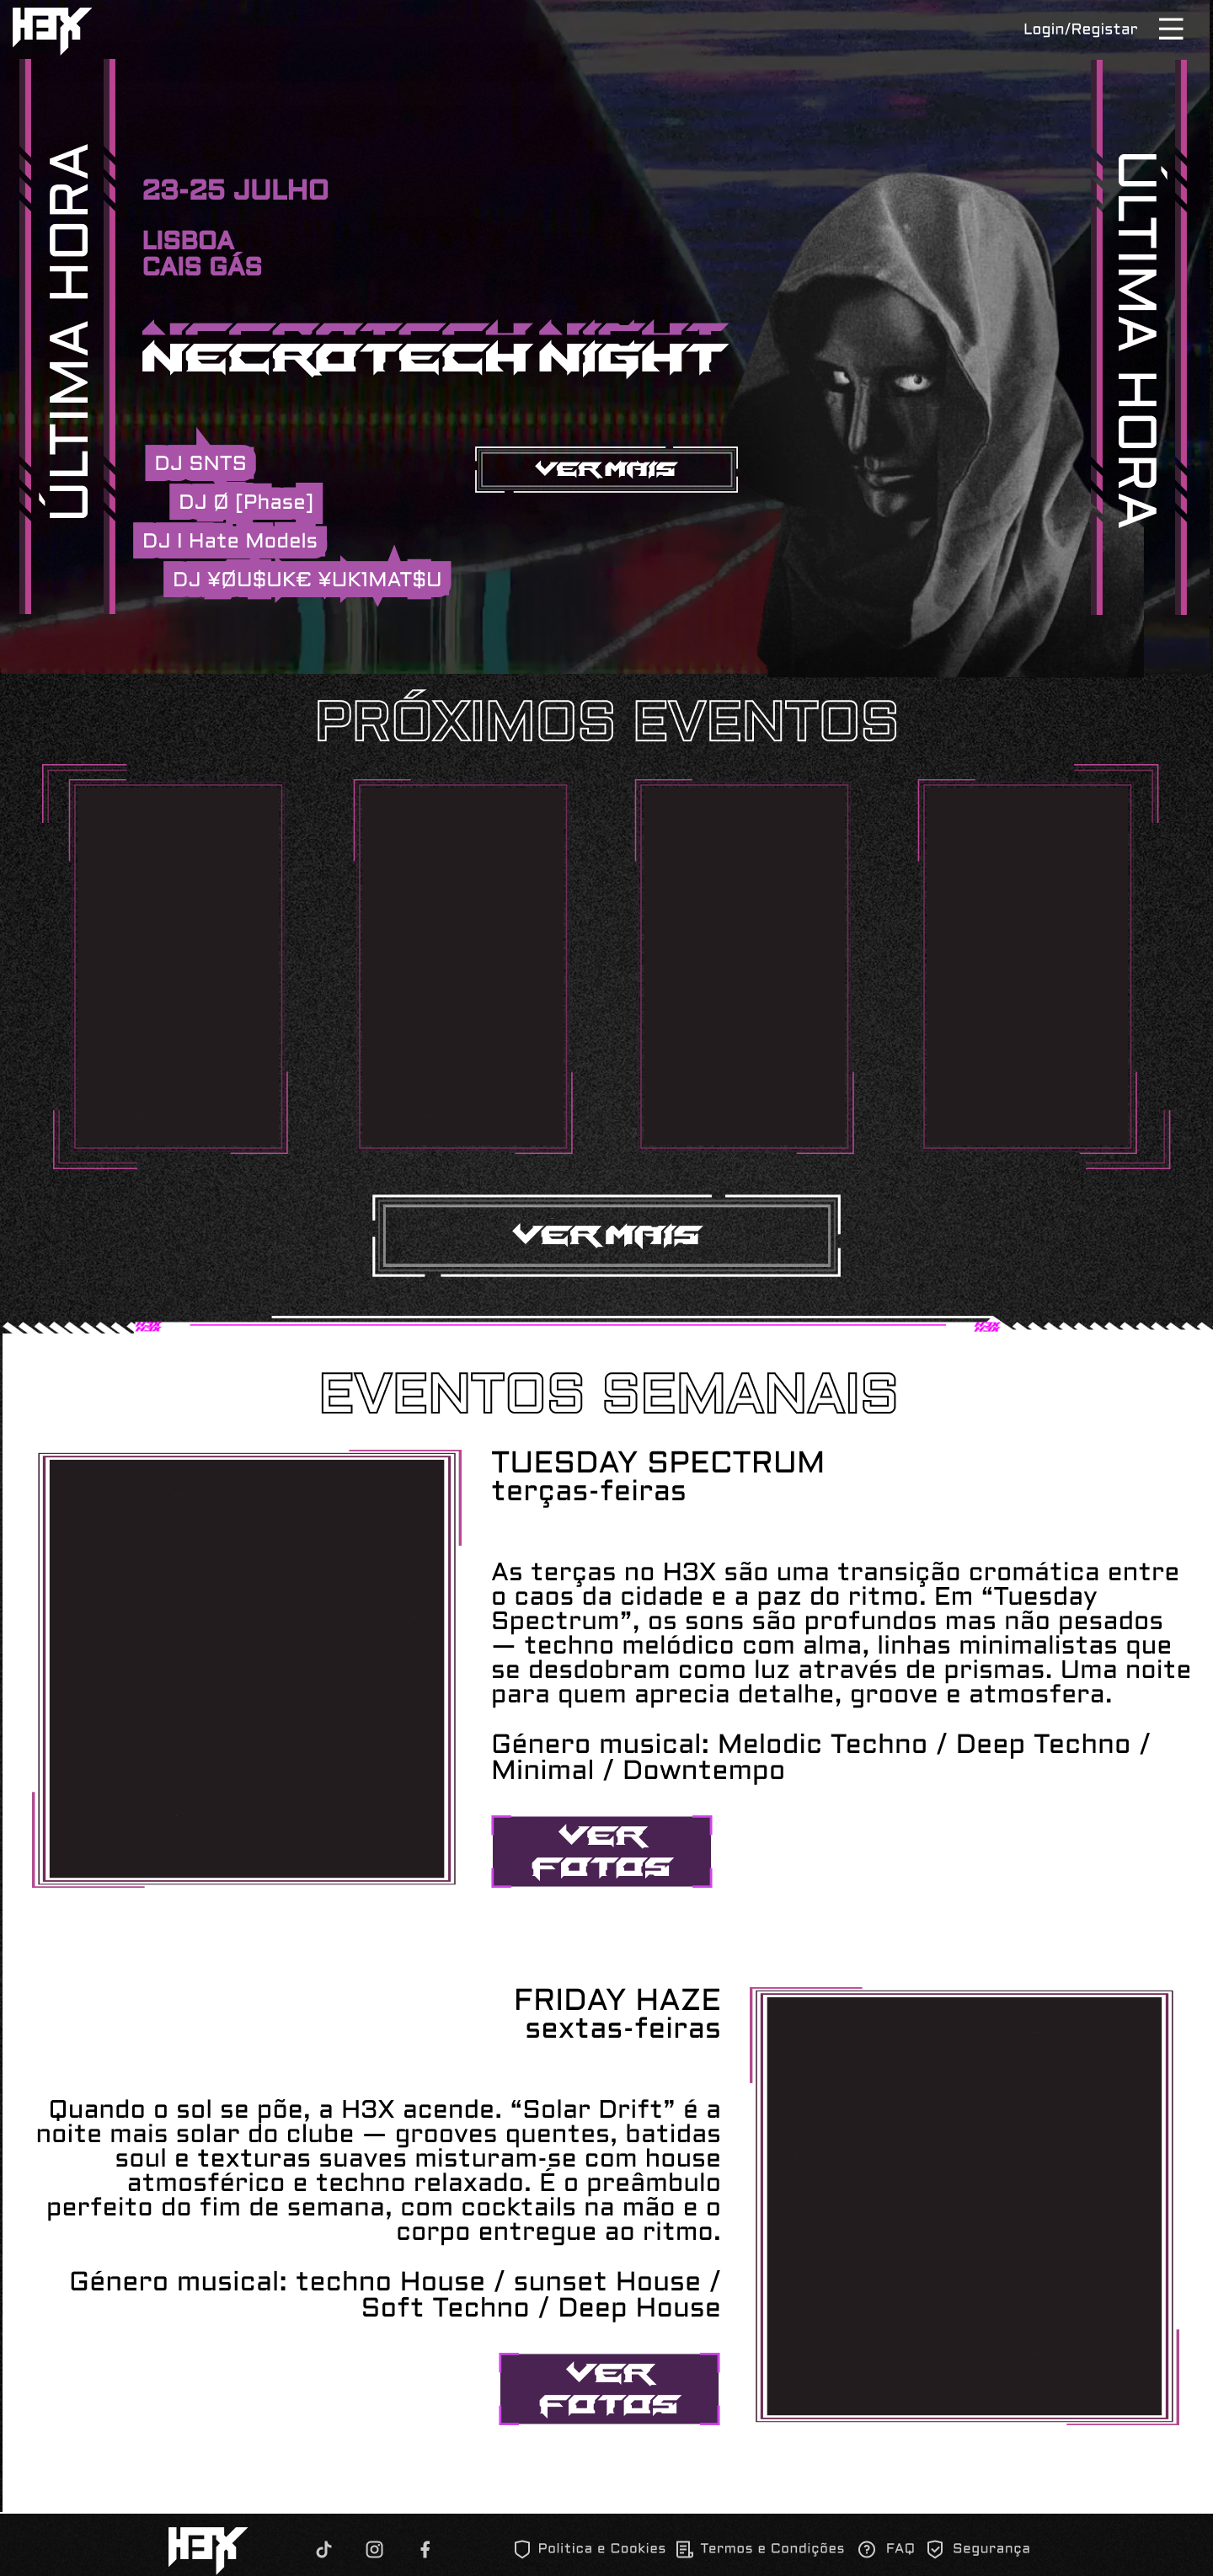 H3X
Login/Registar
ÚLTIMA HORA
ÚLTIMA HORA
23-25 JULHO
LISBOA
CAIS GÁS
NECROTECH NIGHT
NECROTECH NIGHT
VER MAIS
DJ SNTS
DJ Ø [Phase]
DJ I Hate Models
DJ ¥ØU$UK€ ¥UK1MAT$U
PRÓXIMOS EVENTOS
VER MAIS
H3X
H3X
EVENTOS SEMANAIS
TUESDAY SPECTRUM
terças-feiras
As terças no H3X são uma transição cromática entre
o caos da cidade e a paz do ritmo. Em “Tuesday
Spectrum”, os sons são profundos mas não pesados
— techno melódico com alma, linhas minimalistas que
se desdobram como luz através de prismas. Uma noite
para quem aprecia detalhe, groove e atmosfera.
Género musical: Melodic Techno / Deep Techno /
Minimal / Downtempo
VER
FOTOS
FRIDAY HAZE
sextas-feiras
Quando o sol se põe, a H3X acende. “Solar Drift” é a
noite mais solar do clube — grooves quentes, batidas
soul e texturas suaves misturam-se com house
atmosférico e techno relaxado. É o preâmbulo
perfeito do fim de semana, com cocktails na mão e o
corpo entregue ao ritmo.
Género musical: techno House / sunset House /
Soft Techno / Deep House
VER
FOTOS
H3X
Politica e Cookies
Termos e Condições
FAQ
Segurança